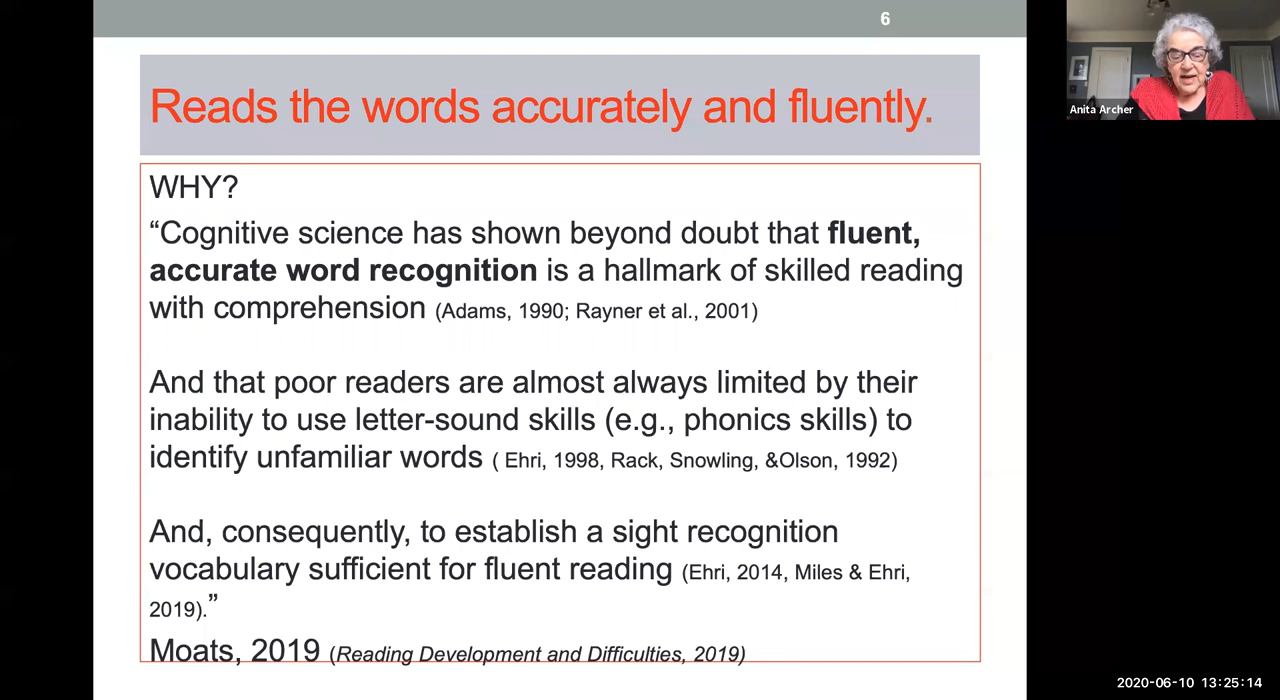 6
Reads the words accurately and fluently.
Anita Archer
WHY?
“Cognitive science has shown beyond doubt that fluent,
accurate word recognition is a hallmark of skilled reading
with comprehension (Adams, 1990; Rayner et al., 2001)
And that poor readers are almost always limited by their
inability to use letter-sound skills (e.g., phonics skills) to
identify unfamiliar words ( Ehri, 1998, Rack, Snowling, &Olson, 1992)
And, consequently, to establish a sight recognition
vocabulary sufficient for fluent reading (Ehri, 2014, Miles & Ehri,
2019).”
Moats, 2019 (Reading Development and Difficulties, 2019)
2020-06-10 13:25:14